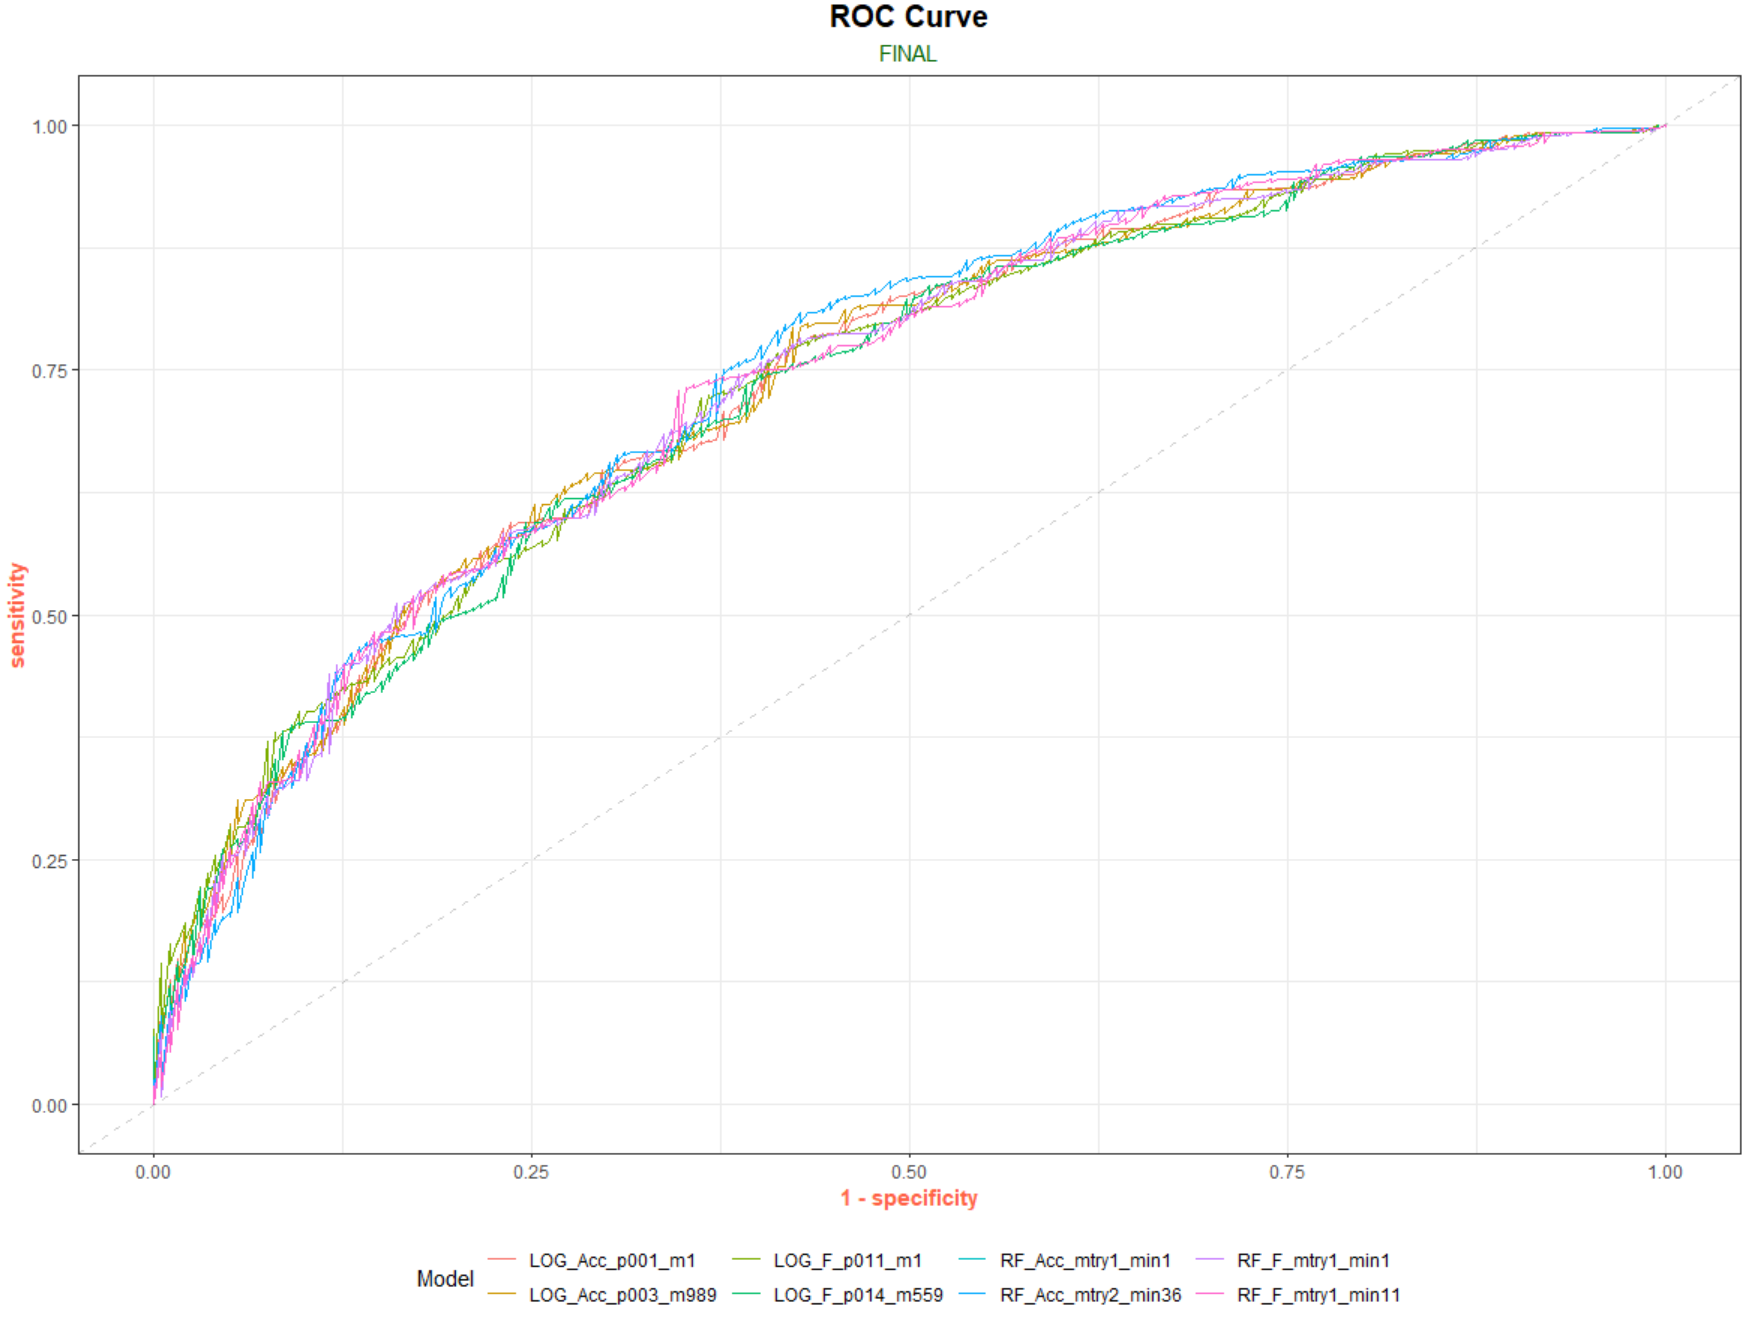 ROC Curve
FINAL
1.00
0.75
0.50
0.25
0.00
sensitivity
0.00 0.25 0.50 0.75 1.00
1 - specificity
Model
LOG_Acc_p001_m1 LOG_F_p011_m1 RF_Acc_mtry1_min1 RF_F_mtry1_min1
LOG_Acc_p003_m989 LOG_F_p014_m559 RF_Acc_mtry2_min36 RF_F_mtry1_min11